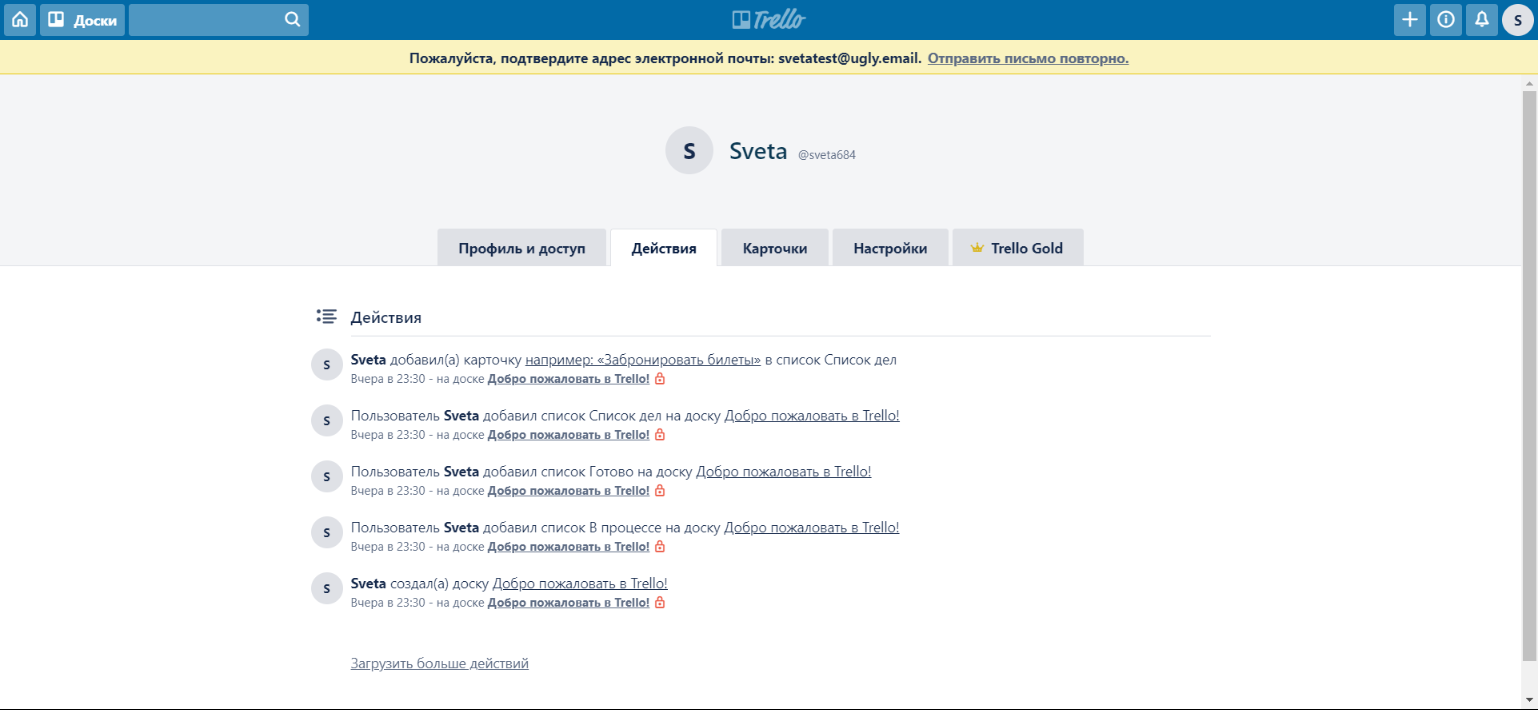 Доски
Trello
S
Пожалуйста, подтвердите адрес электронной почты: svetatest@ugly.email. Отправить письмо повторно.
S Sveta @sveta684
Профиль и доступ Действия Карточки Настройки Trello Gold
Действия
S Sveta добавил(а) карточку например: «Забронировать билеты» в список Список дел
Вчера в 23:30 - на доске Добро пожаловать в Trello!
S Пользователь Sveta добавил список Список дел на доску Добро пожаловать в Trello!
Вчера в 23:30 - на доске Добро пожаловать в Trello!
S Пользователь Sveta добавил список Готово на доску Добро пожаловать в Trello!
Вчера в 23:30 - на доске Добро пожаловать в Trello!
S Пользователь Sveta добавил список В процессе на доску Добро пожаловать в Trello!
Вчера в 23:30 - на доске Добро пожаловать в Trello!
S Sveta создал(а) доску Добро пожаловать в Trello!
Вчера в 23:30 - на доске Добро пожаловать в Trello!
Загрузить больше действий